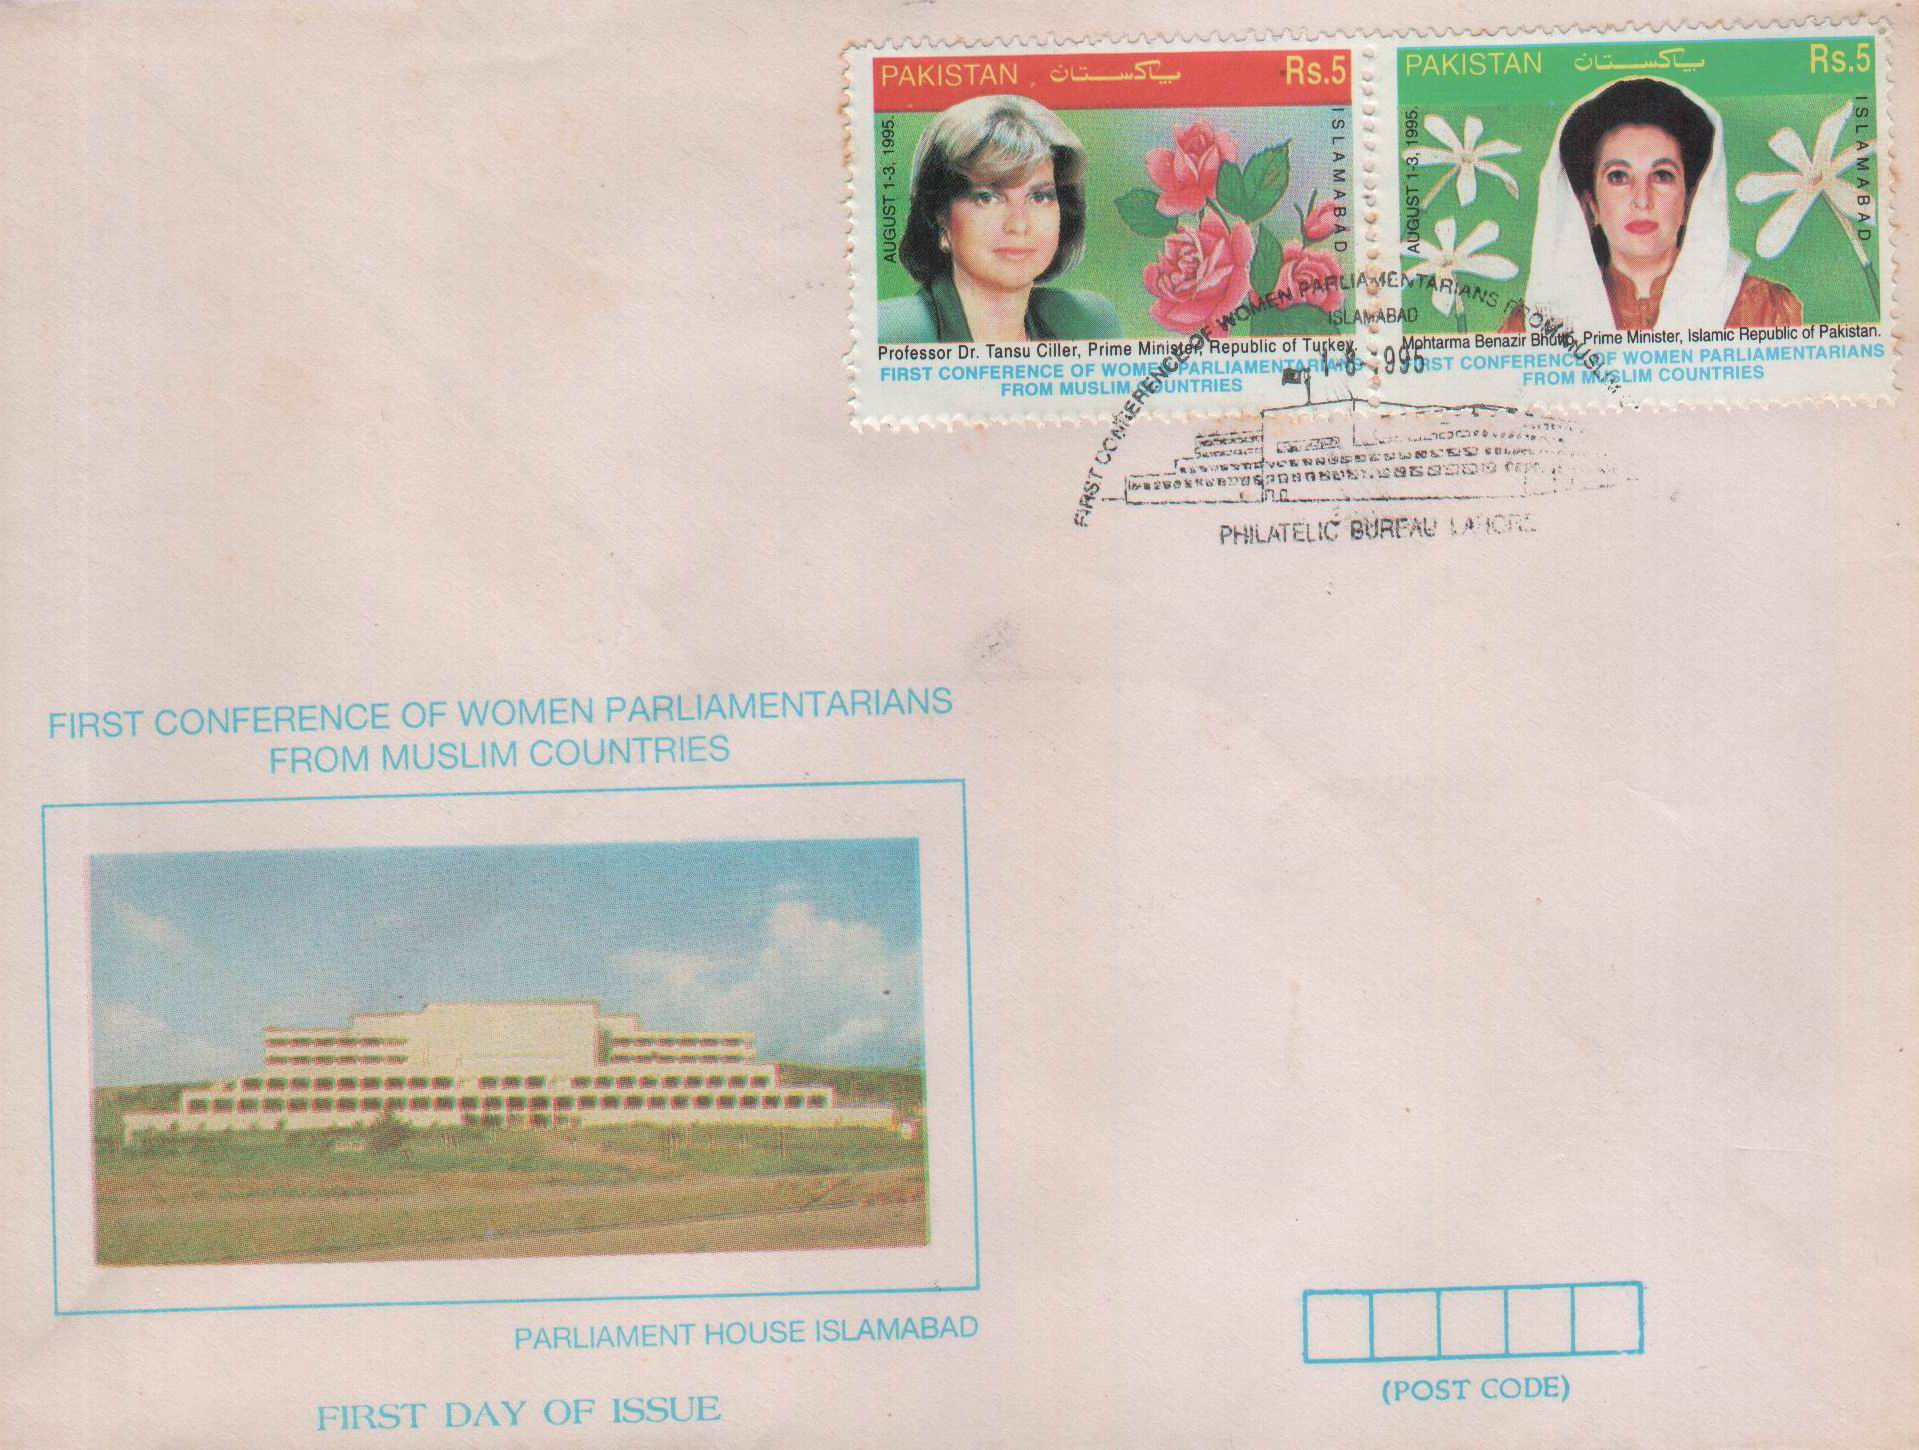 PAKISTAN پاکستان Rs.5
AUGUST 1-3, 1995.
ISLAMABAD
Professor Dr. Tansu Ciller, Prime Minister, Republic of Turkey.
FIRST CONFERENCE OF WOMEN PARLIAMENTARIANS
FROM MUSLIM COUNTRIES
PAKISTAN پاکستان Rs.5
AUGUST 1-3, 1995.
ISLAMABAD
Mohtarma Benazir Bhutto, Prime Minister, Islamic Republic of Pakistan.
FIRST CONFERENCE OF WOMEN PARLIAMENTARIANS
FROM MUSLIM COUNTRIES
FIRST CONFERENCE OF WOMEN PARLIAMENTARIANS FROM MUSLIM
ISLAMABAD
1-8-1995
PHILATELIC BUREAU LAHORE
FIRST CONFERENCE OF WOMEN PARLIAMENTARIANS
FROM MUSLIM COUNTRIES
PARLIAMENT HOUSE ISLAMABAD
FIRST DAY OF ISSUE
(POST CODE)